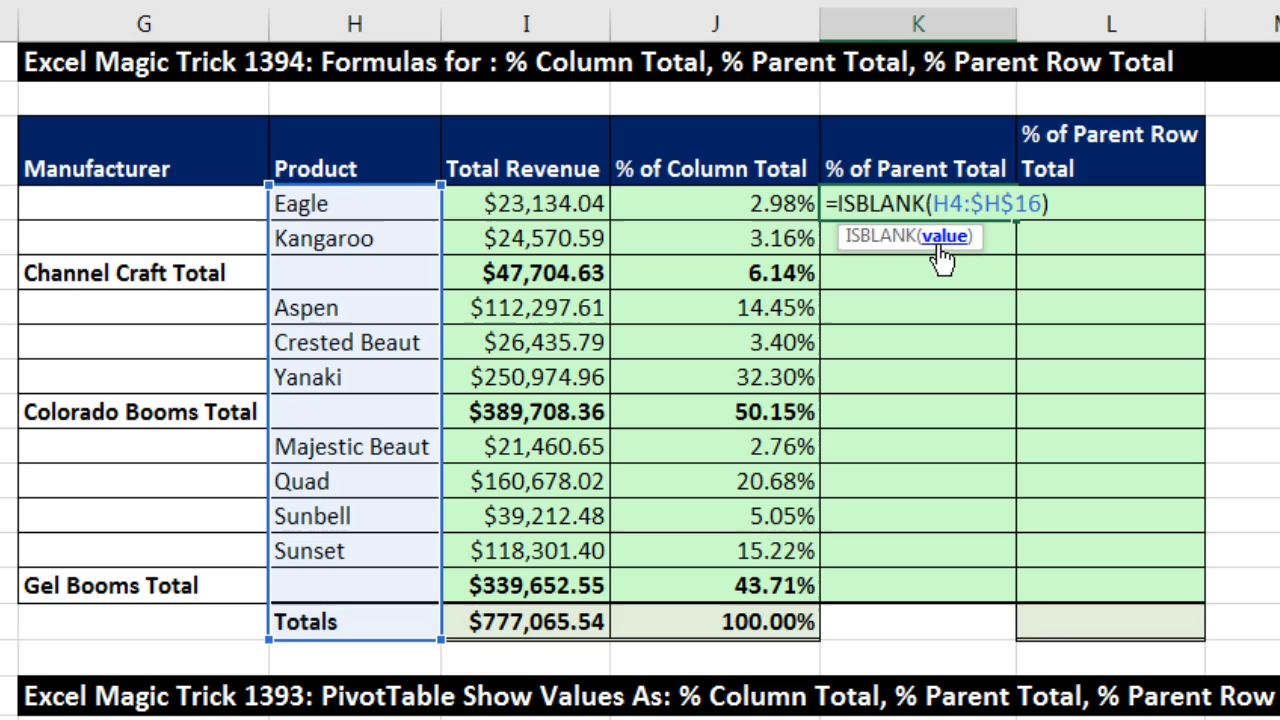 G H I J K L
Excel Magic Trick 1394: Formulas for : % Column Total, % Parent Total, % Parent Row Total
Manufacturer Product Total Revenue % of Column Total % of Parent Total % of Parent Row Total
Eagle $23,134.04 2.98% =ISBLANK(H4:$H$16)
Kangaroo $24,570.59 3.16% ISBLANK(value)
Channel Craft Total $47,704.63 6.14%
Aspen $112,297.61 14.45%
Crested Beaut $26,435.79 3.40%
Yanaki $250,974.96 32.30%
Colorado Booms Total $389,708.36 50.15%
Majestic Beaut $21,460.65 2.76%
Quad $160,678.02 20.68%
Sunbell $39,212.48 5.05%
Sunset $118,301.40 15.22%
Gel Booms Total $339,652.55 43.71%
Totals $777,065.54 100.00%
Excel Magic Trick 1393: PivotTable Show Values As: % Column Total, % Parent Total, % Parent Row